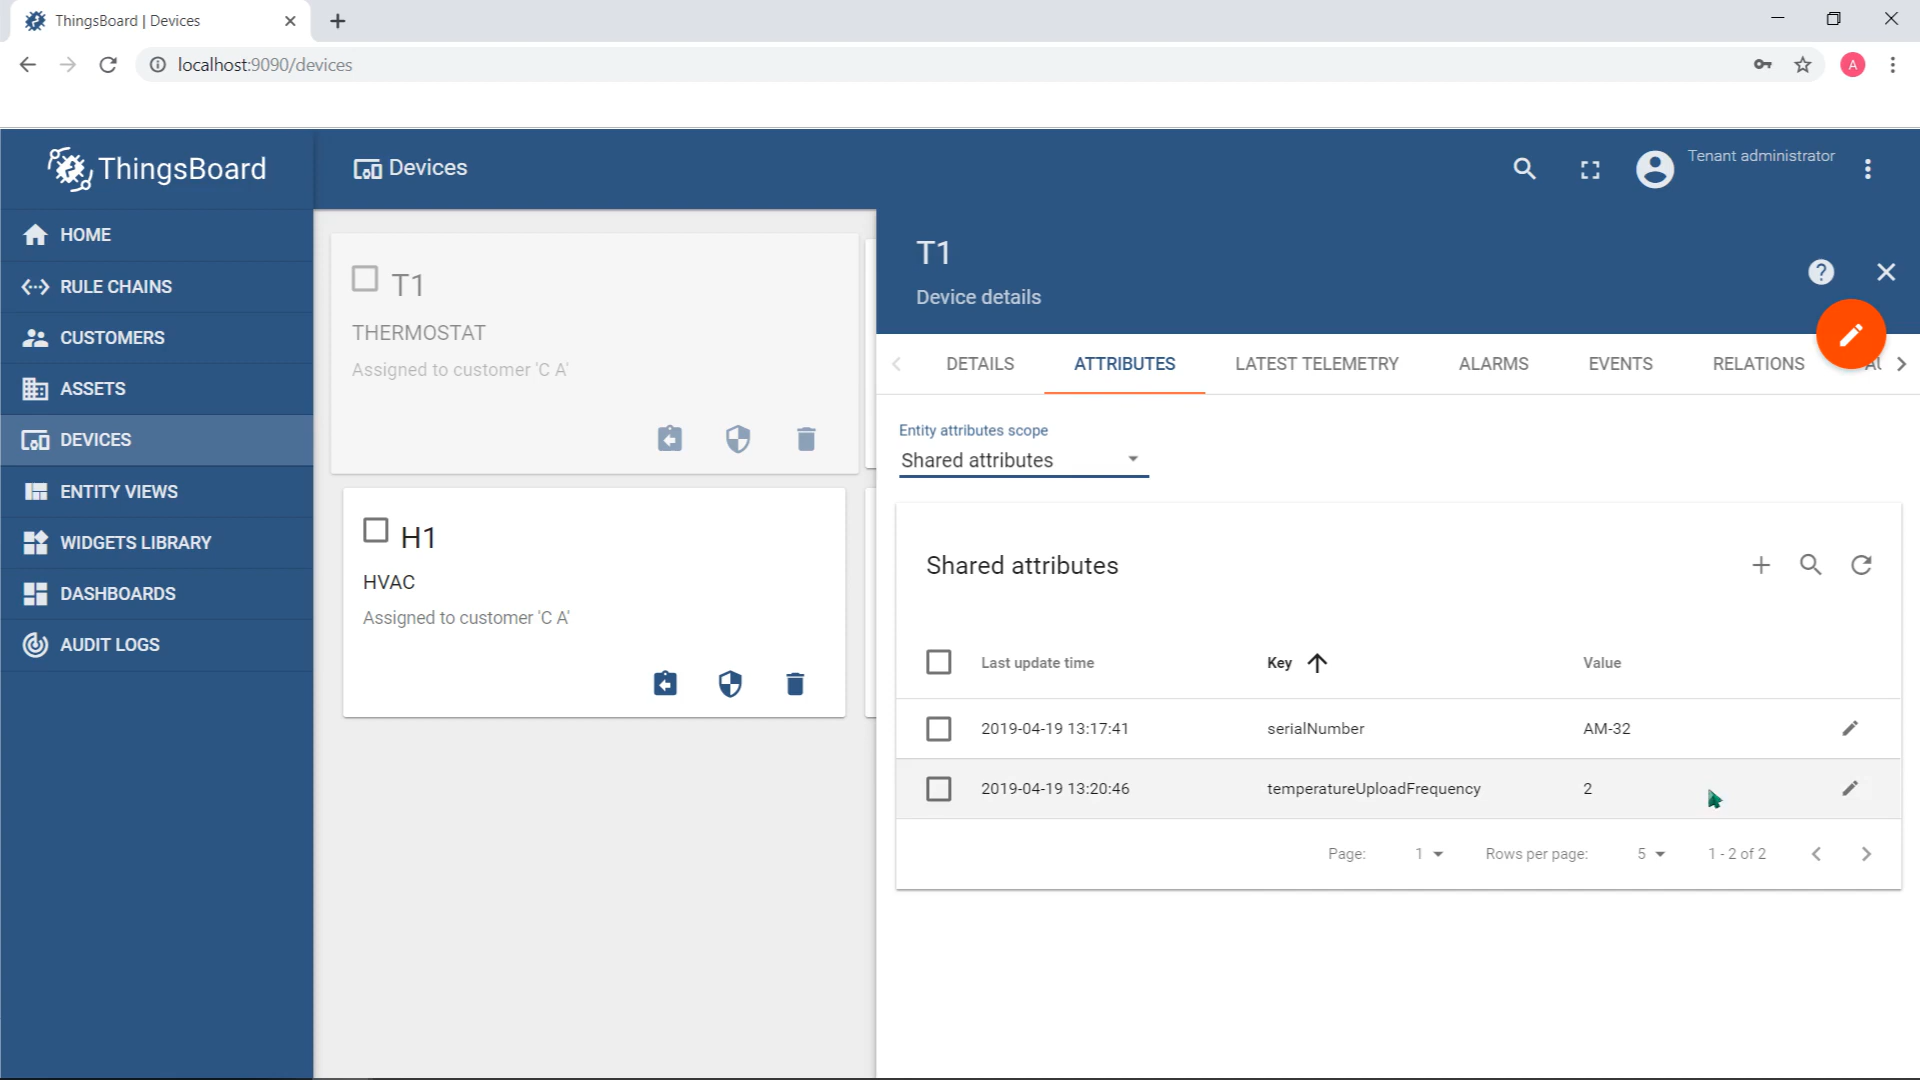 ThingsBoard | Devices
localhost:9090/devices
A
ThingsBoard
Devices
Tenant administrator
HOME
RULE CHAINS
CUSTOMERS
ASSETS
DEVICES
ENTITY VIEWS
WIDGETS LIBRARY
DASHBOARDS
AUDIT LOGS
T1
THERMOSTAT
Assigned to customer 'C A'
H1
HVAC
Assigned to customer 'C A'
T1
Device details
DETAILS ATTRIBUTES LATEST TELEMETRY ALARMS EVENTS RELATIONS
Entity attributes scope
Shared attributes
Shared attributes
Last update time Key Value
2019-04-19 13:17:41 serialNumber AM-32
2019-04-19 13:20:46 temperatureUploadFrequency 2
Page: 1 Rows per page: 5 1 - 2 of 2